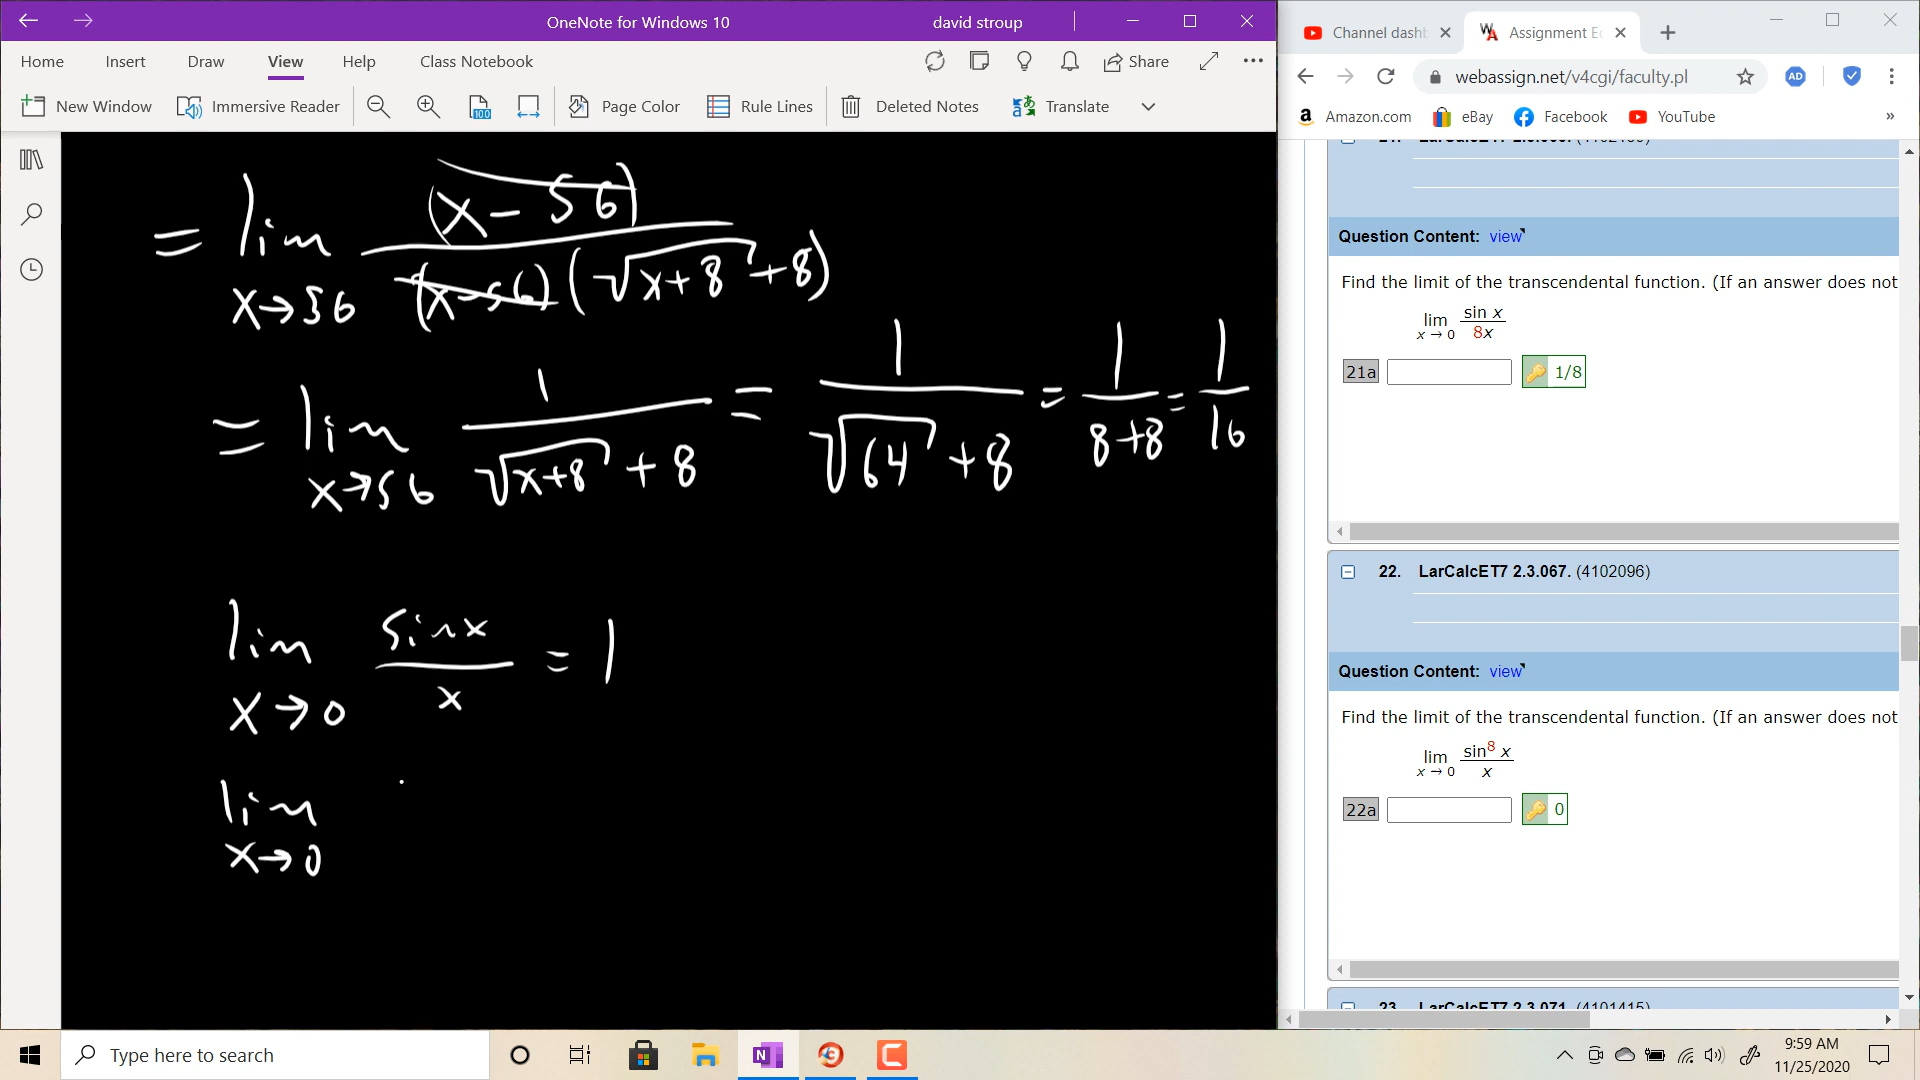 OneNote for Windows 10
david stroup
Home Insert Draw View Help Class Notebook Share
New Window Immersive Reader 100 Page Color Rule Lines Deleted Notes Translate
= lim x→56 (x - 56) / (x-56)(√x+8 + 8)
= lim x→56 1 / √x+8 + 8 = 1 / √64 + 8 = 1 / 8+8 = 1 / 16
lim x→0 sinx / x = 1
lim x→0
Assignment
webassign.net/v4cgi/faculty.pl AD
a Amazon.com eBay Facebook YouTube »
Question Content: view
Find the limit of the transcendental function. (If an answer does not
lim x → 0 sin x / 8x
21a 1/8
22. LarCalcET7 2.3.067. (4102096)
Question Content: view
Find the limit of the transcendental function. (If an answer does not
lim x → 0 sin⁸ x / x
22a 0
Type here to search
N
9:59 AM
11/25/2020